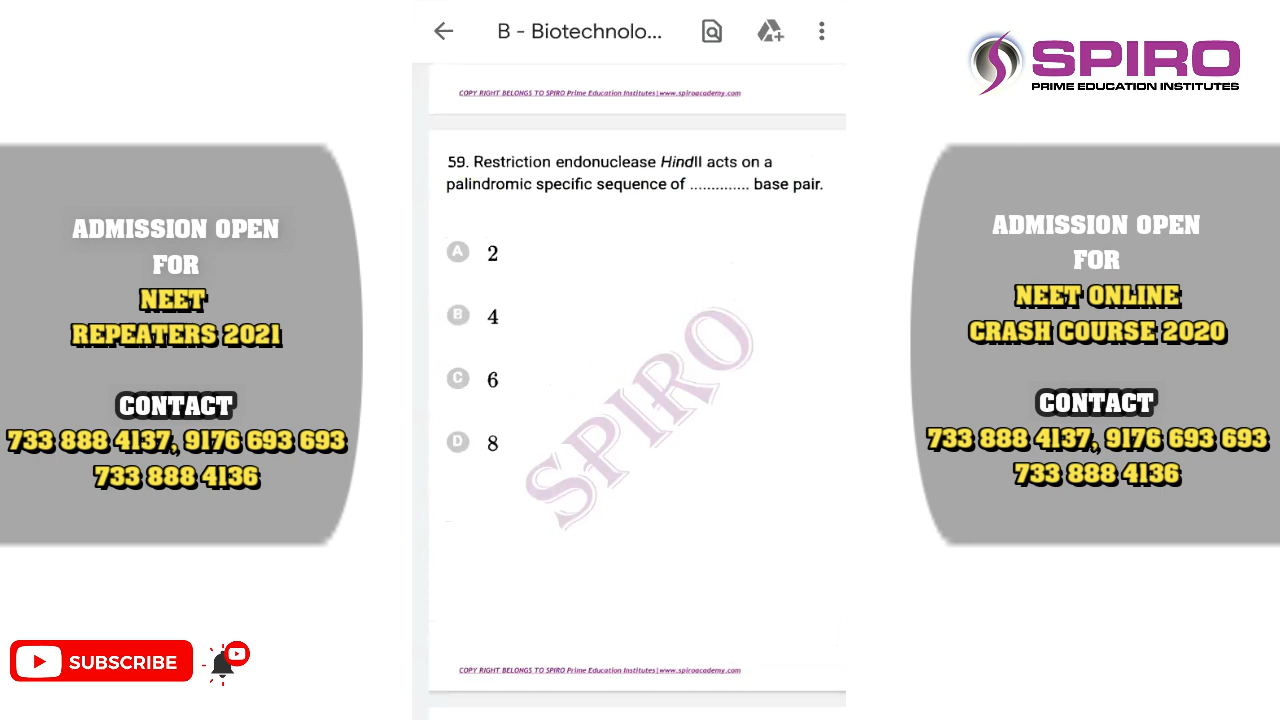 B - Biotechnolo...
SPIRO
PRIME EDUCATION INSTITUTES
COPY RIGHT BELONGS TO SPIRO Prime Education Institutes|www.spiroacademy.com
59. Restriction endonuclease HindII acts on a
palindromic specific sequence of .............. base pair.
A 2
B 4
C 6
D 8
SPIRO
COPY RIGHT BELONGS TO SPIRO Prime Education Institutes|www.spiroacademy.com
ADMISSION OPEN
FOR
NEET
REPEATERS 2021
CONTACT
733 888 4137, 9176 693 693
733 888 4136
ADMISSION OPEN
FOR
NEET ONLINE
CRASH COURSE 2020
CONTACT
733 888 4137, 9176 693 693
733 888 4136
SUBSCRIBE